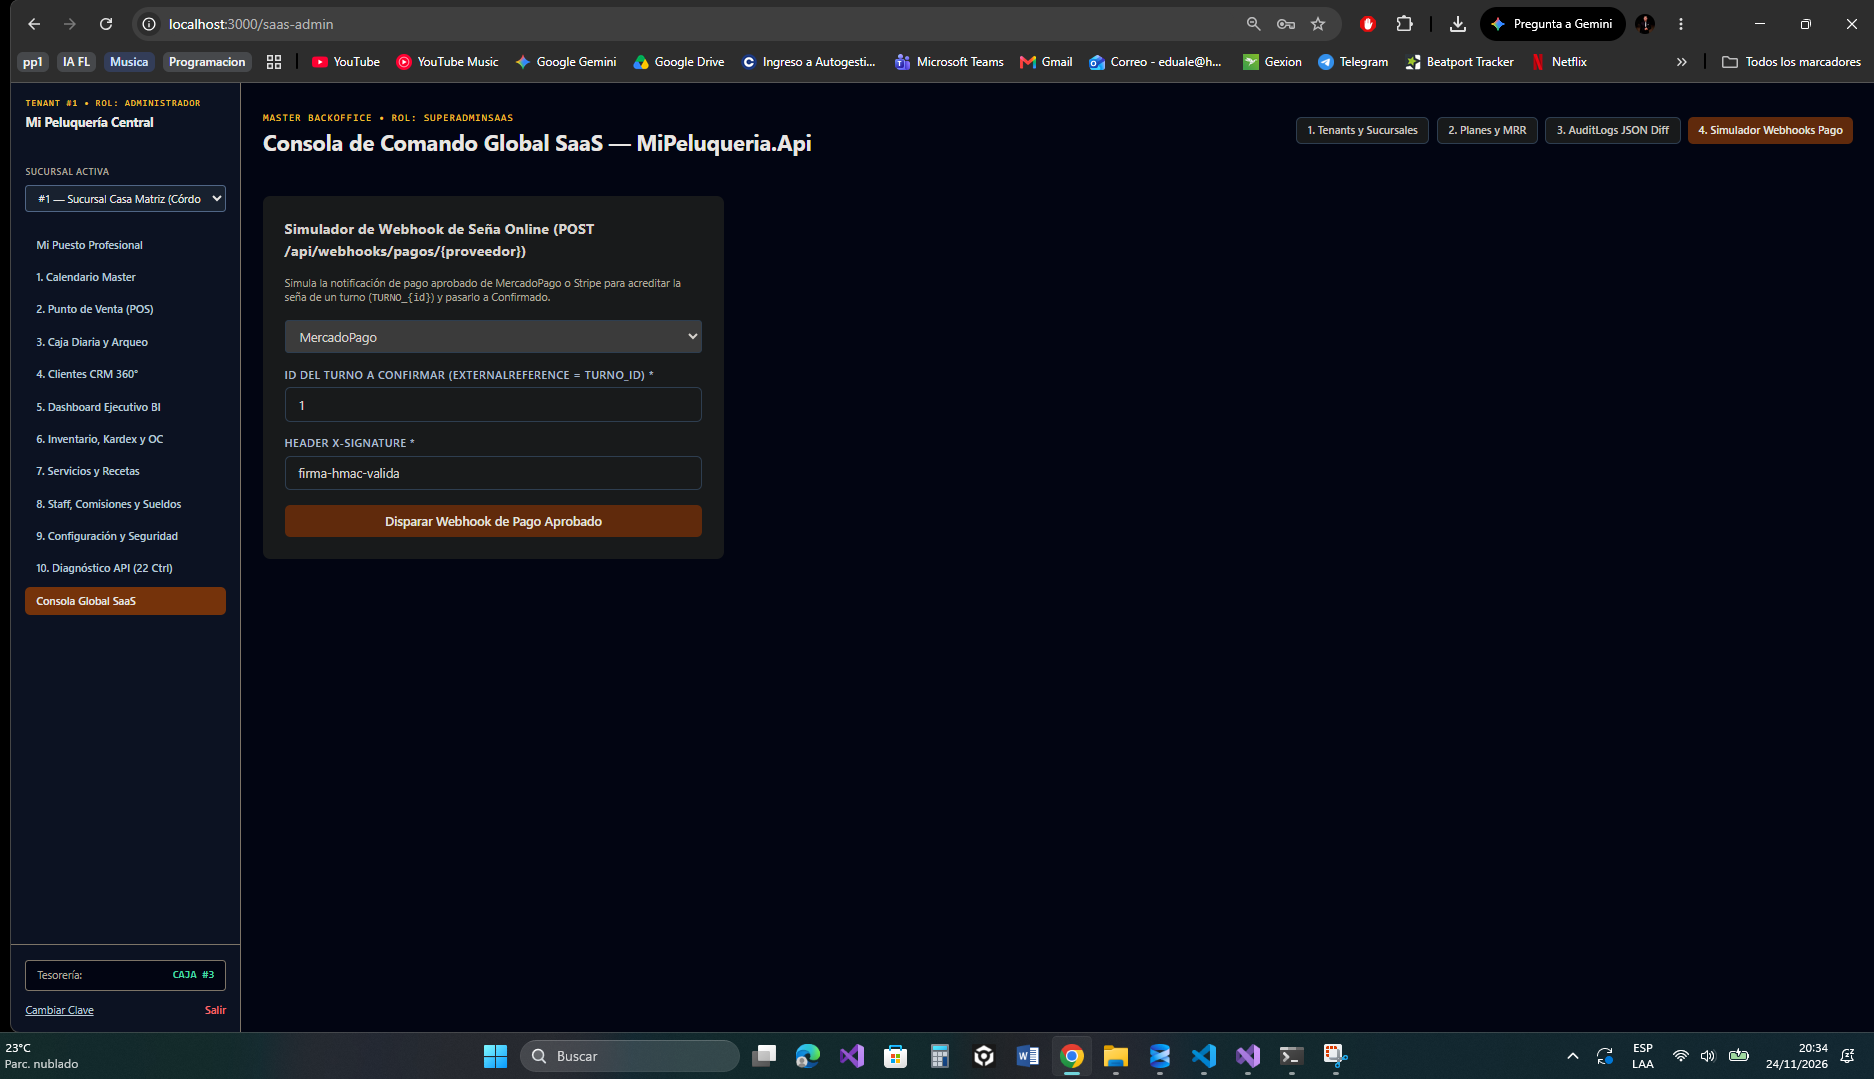 localhost:3000/saas-admin
Pregunta a Gemini
pp1
IA FL
Musica
Programacion
YouTube
YouTube Music
Google Gemini
Google Drive
Ingreso a Autogesti...
Microsoft Teams
Gmail
Correo - eduale@h...
Gexion
Telegram
Beatport Tracker
Netflix
»
Todos los marcadores
TENANT #1 • ROL: ADMINISTRADOR
Mi Peluquería Central
SUCURSAL ACTIVA
#1 — Sucursal Casa Matriz (Córdo
Mi Puesto Profesional
1. Calendario Master
2. Punto de Venta (POS)
3. Caja Diaria y Arqueo
4. Clientes CRM 360°
5. Dashboard Ejecutivo BI
6. Inventario, Kardex y OC
7. Servicios y Recetas
8. Staff, Comisiones y Sueldos
9. Configuración y Seguridad
10. Diagnóstico API (22 Ctrl)
Consola Global SaaS
Tesorería:
CAJA #3
Cambiar Clave
Salir
MASTER BACKOFFICE • ROL: SUPERADMINSAAS
Consola de Comando Global SaaS — MiPeluqueria.Api
1. Tenants y Sucursales
2. Planes y MRR
3. AuditLogs JSON Diff
4. Simulador Webhooks Pago
Simulador de Webhook de Seña Online (POST
/api/webhooks/pagos/{proveedor})
Simula la notificación de pago aprobado de MercadoPago o Stripe para acreditar la
seña de un turno (TURNO_{id}) y pasarlo a Confirmado.
MercadoPago
ID DEL TURNO A CONFIRMAR (EXTERNALREFERENCE = TURNO_ID) *
1
HEADER X-SIGNATURE *
firma-hmac-valida
Disparar Webhook de Pago Aprobado
23°C
Parc. nublado
Buscar
ESP
LAA
20:34
24/11/2026